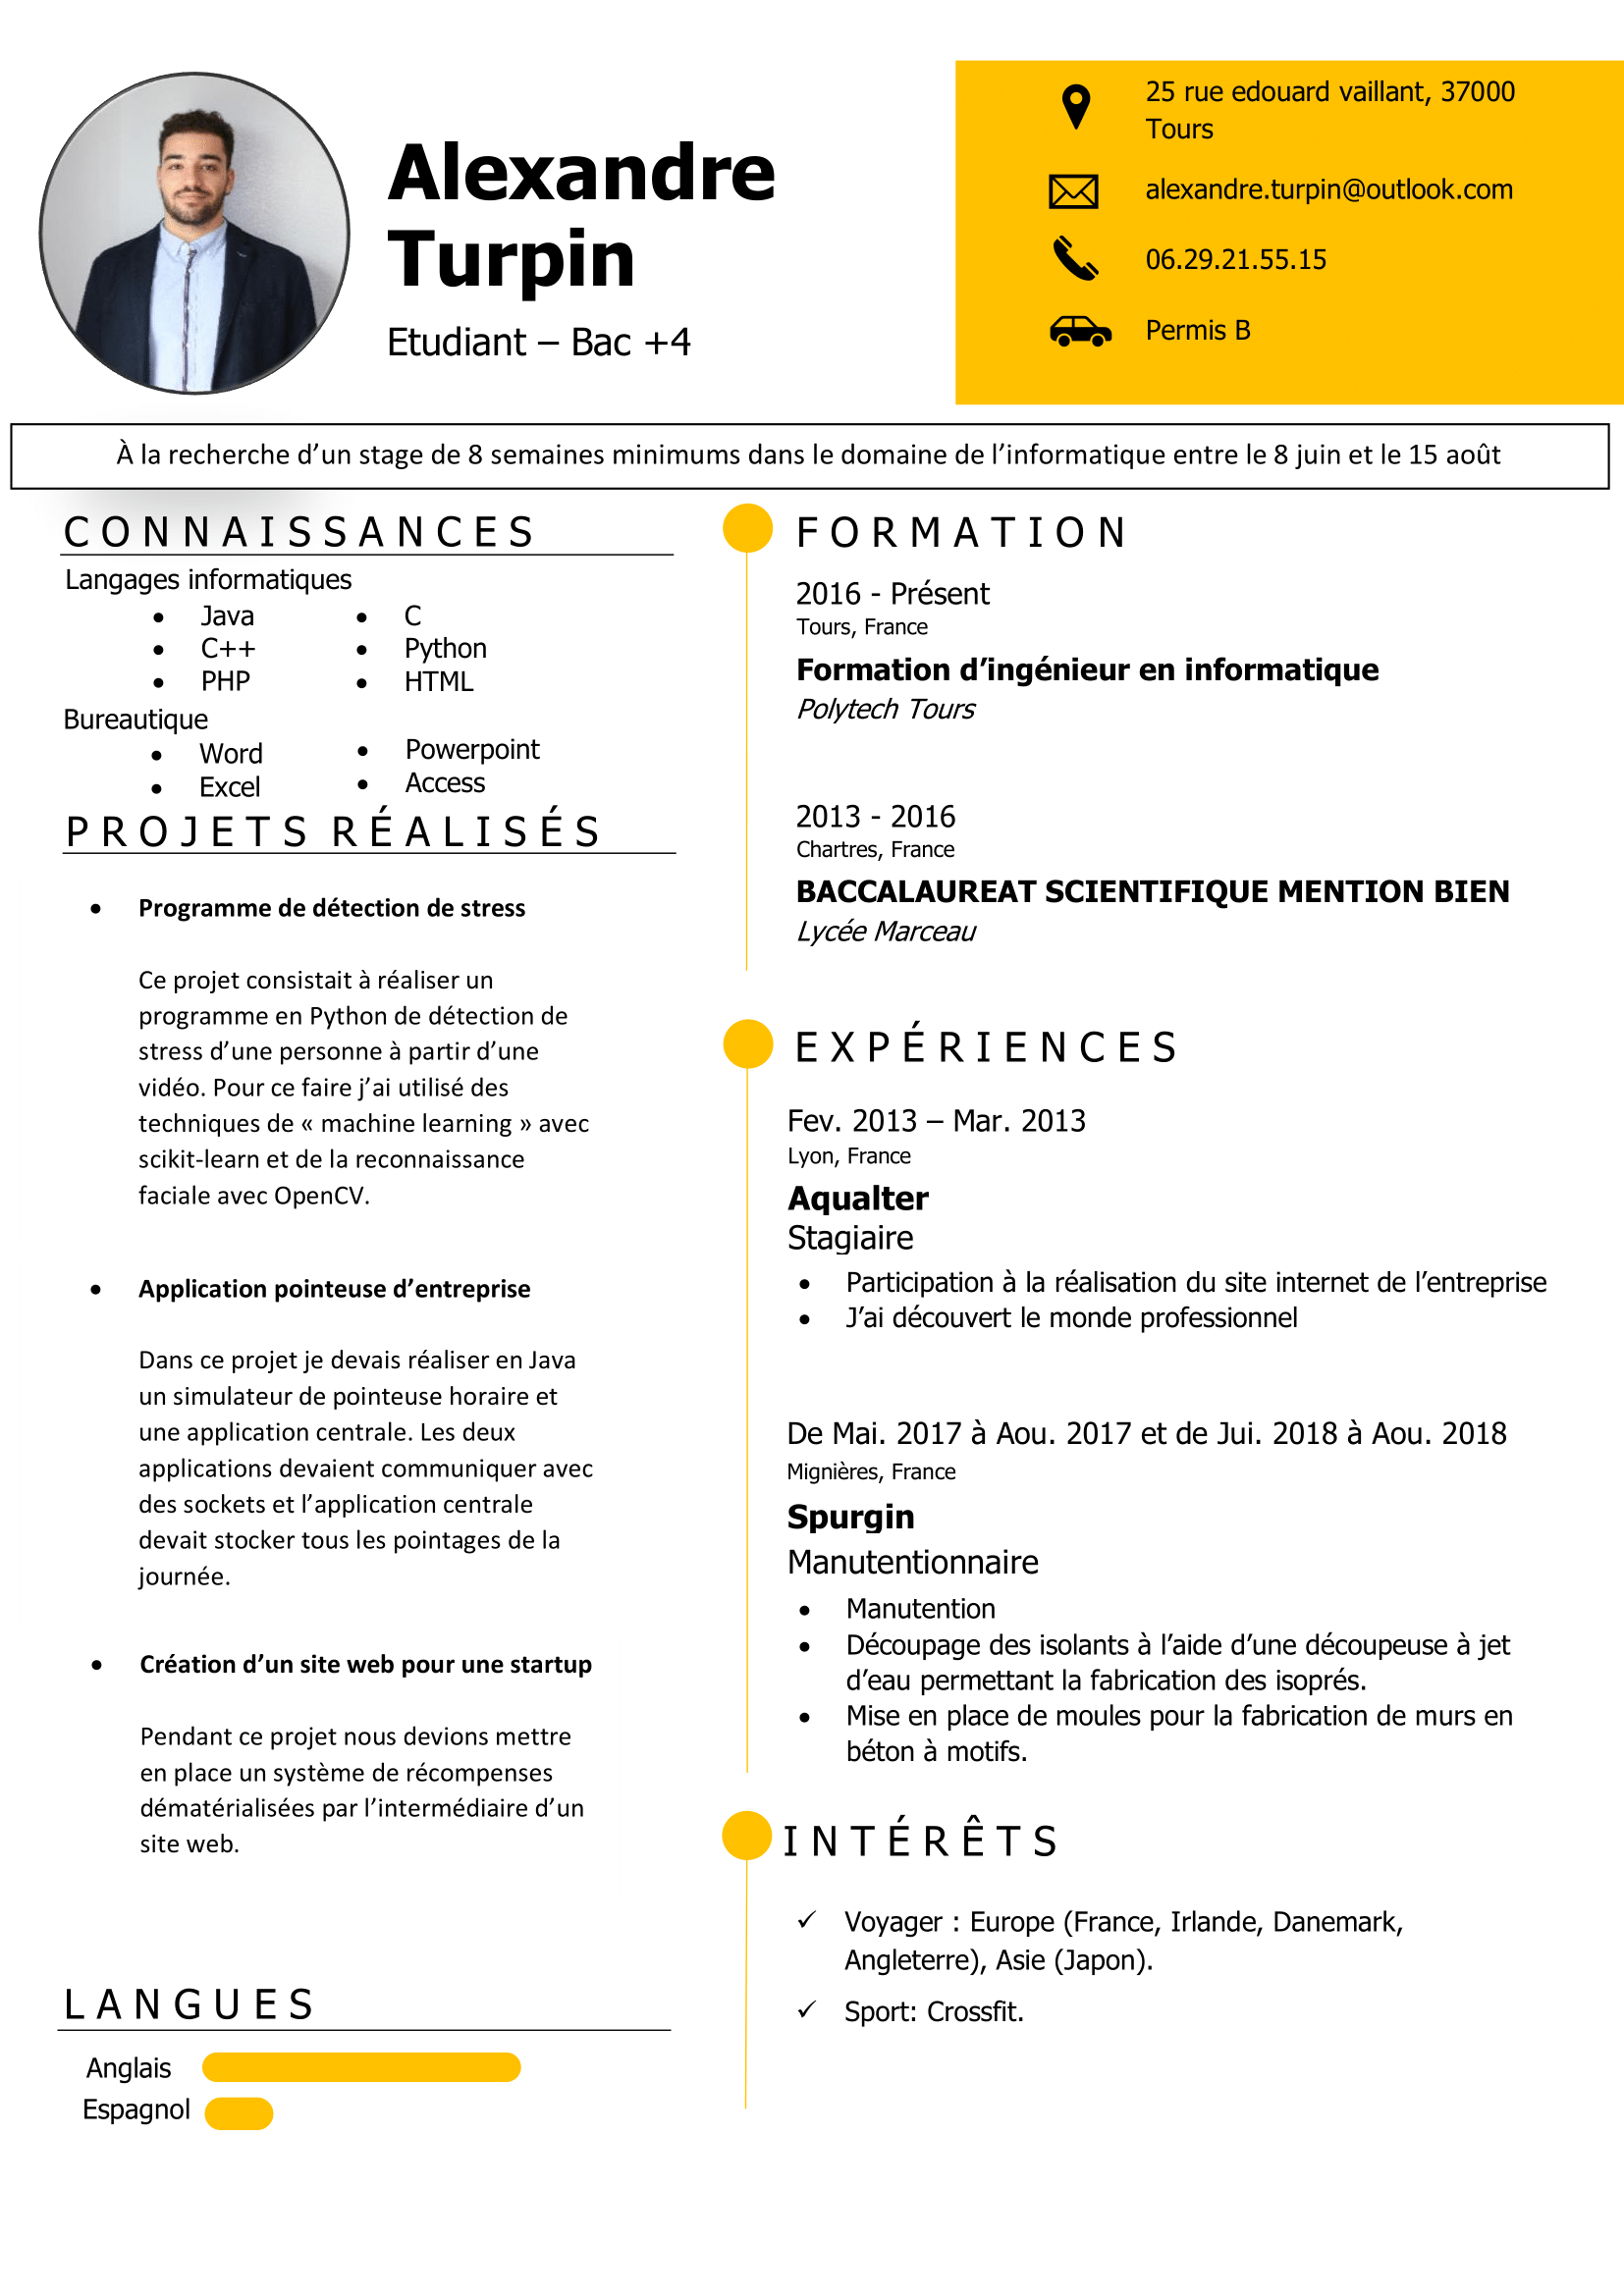 Alexandre
Turpin
Etudiant – Bac +4
25 rue edouard vaillant, 37000
Tours
alexandre.turpin@outlook.com
06.29.21.55.15
Permis B
À la recherche d’un stage de 8 semaines minimums dans le domaine de l’informatique entre le 8 juin et le 15 août
CONNAISSANCES
Langages informatiques
• Java
• C++
• PHP
• C
• Python
• HTML
Bureautique
• Word
• Excel
• Powerpoint
• Access
PROJETS RÉALISÉS
• Programme de détection de stress
Ce projet consistait à réaliser un
programme en Python de détection de
stress d’une personne à partir d’une
vidéo. Pour ce faire j’ai utilisé des
techniques de « machine learning » avec
scikit-learn et de la reconnaissance
faciale avec OpenCV.
• Application pointeuse d’entreprise
Dans ce projet je devais réaliser en Java
un simulateur de pointeuse horaire et
une application centrale. Les deux
applications devaient communiquer avec
des sockets et l’application centrale
devait stocker tous les pointages de la
journée.
• Création d’un site web pour une startup
Pendant ce projet nous devions mettre
en place un système de récompenses
dématérialisées par l’intermédiaire d’un
site web.
LANGUES
Anglais
Espagnol
FORMATION
2016 - Présent
Tours, France
Formation d’ingénieur en informatique
Polytech Tours
2013 - 2016
Chartres, France
BACCALAUREAT SCIENTIFIQUE MENTION BIEN
Lycée Marceau
EXPÉRIENCES
Fev. 2013 – Mar. 2013
Lyon, France
Aqualter
Stagiaire
• Participation à la réalisation du site internet de l’entreprise
• J’ai découvert le monde professionnel
De Mai. 2017 à Aou. 2017 et de Jui. 2018 à Aou. 2018
Mignières, France
Spurgin
Manutentionnaire
• Manutention
• Découpage des isolants à l’aide d’une découpeuse à jet
d’eau permettant la fabrication des isoprés.
• Mise en place de moules pour la fabrication de murs en
béton à motifs.
INTÉRÊTS
✓ Voyager : Europe (France, Irlande, Danemark,
Angleterre), Asie (Japon).
✓ Sport: Crossfit.